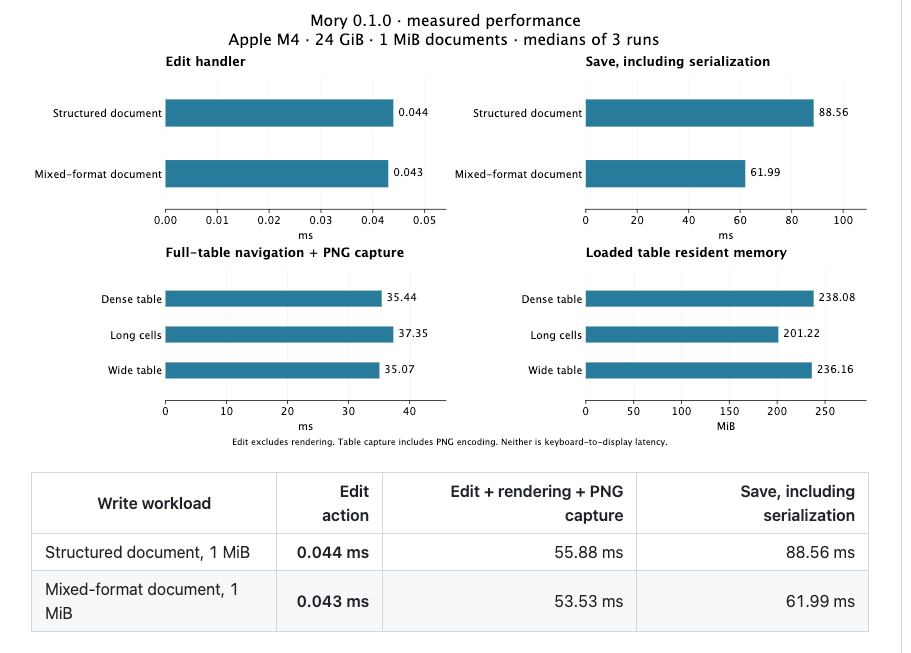 Mory 0.1.0 · measured performance
Apple M4 · 24 GiB · 1 MiB documents · medians of 3 runs
Edit handler
Structured document
0.044
Mixed-format document
0.043
0.00 0.01 0.02 0.03 0.04 0.05
ms
Save, including serialization
Structured document
88.56
Mixed-format document
61.99
0 20 40 60 80 100
ms
Full-table navigation + PNG capture
Dense table
35.44
Long cells
37.35
Wide table
35.07
0 10 20 30 40
ms
Loaded table resident memory
Dense table
238.08
Long cells
201.22
Wide table
236.16
0 50 100 150 200 250
MiB
Edit excludes rendering. Table capture includes PNG encoding. Neither is keyboard-to-display latency.
Write workload
Edit
action
Edit + rendering + PNG
capture
Save, including
serialization
Structured document, 1 MiB 0.044 ms 55.88 ms 88.56 ms
Mixed-format document, 1
MiB
0.043 ms 53.53 ms 61.99 ms